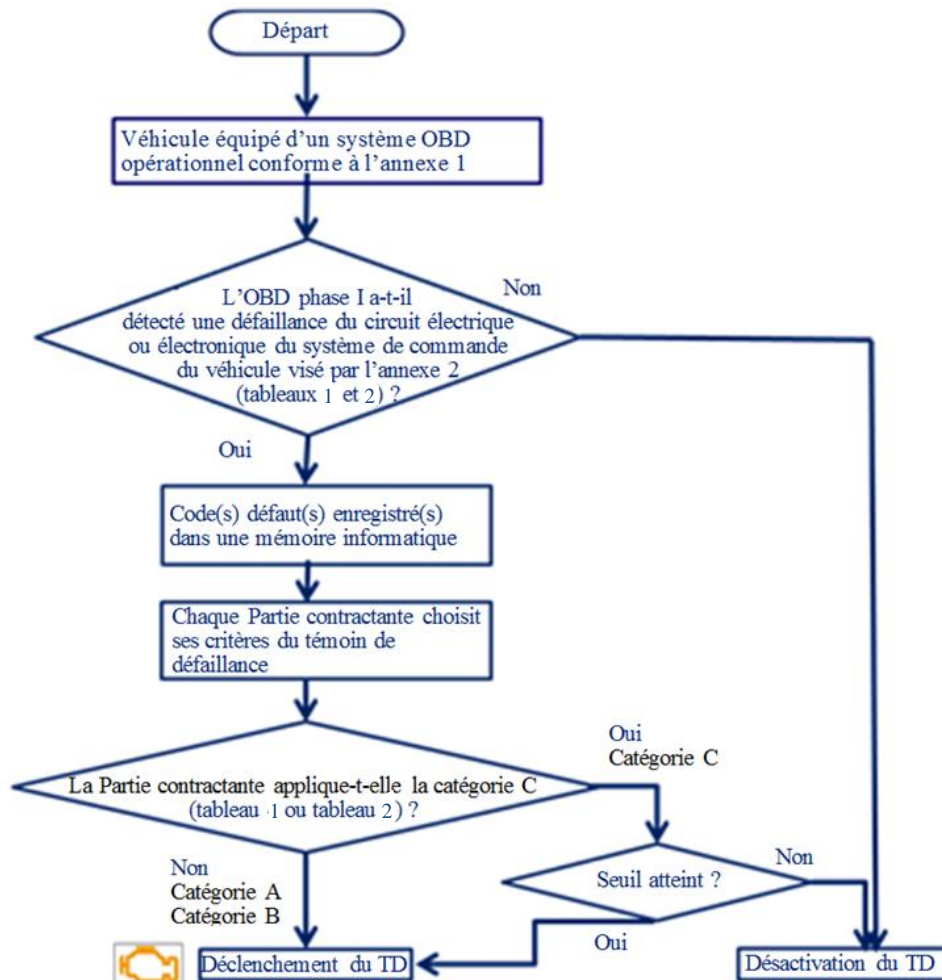 Départ
Véhicule équipé d'un système OBD
opérationnel conforme à l'annexe 1
L'OBD phase I a-t-il
détecté une défaillance du circuit électrique
ou électronique du système de commande
du véhicule visé par l'annexe 2
(tableaux 1 et 2) ?
Non
Oui
Code(s) défaut(s) enregistré(s)
dans une mémoire informatique
Chaque Partie contractante choisit
ses critères du témoin de
défaillance
La Partie contractante applique-t-elle la catégorie C
(tableau 1 ou tableau 2) ?
Oui
Catégorie C
Non
Catégorie A
Catégorie B
Seuil atteint ?
Non
Oui
Déclenchement du TD
Désactivation du TD